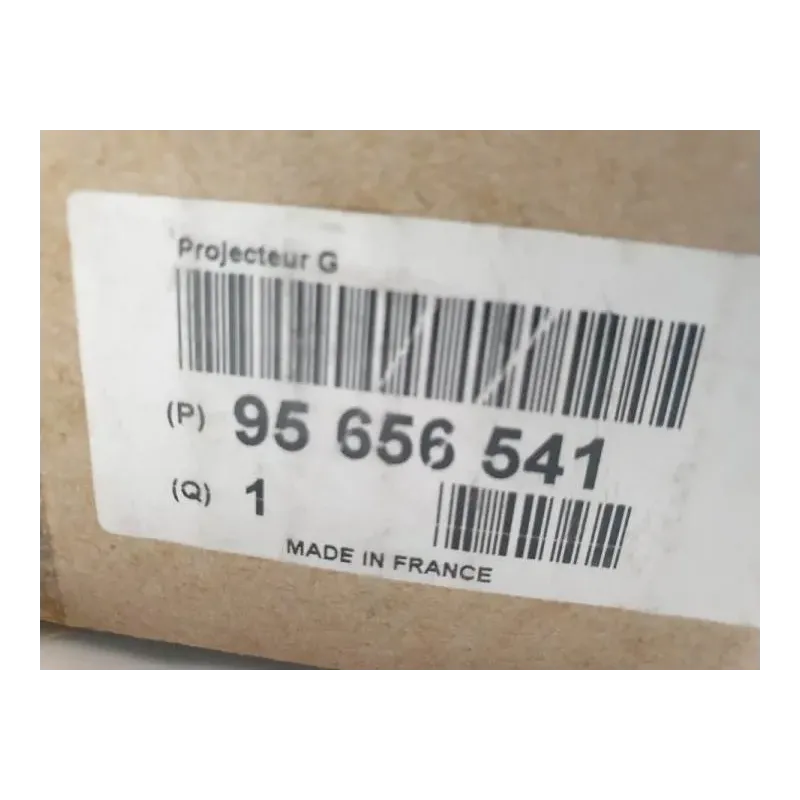 Projecteur G
(P) 95 656 541
(Q) 1
MADE IN FRANCE